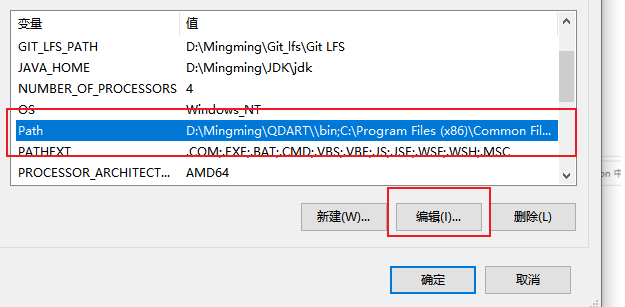 变量 值
GIT_LFS_PATH D:\Mingming\Git_lfs\Git LFS
JAVA_HOME D:\Mingming\JDK\jdk
NUMBER_OF_PROCESSORS 4
OS Windows_NT
Path D:\Mingming\QDART\\bin;C:\Program Files (x86)\Common Fil...
PATHEXT .COM;.EXE;.BAT;.CMD;.VBS;.VBE;.JS;.JSE;.WSF;.WSH;.MSC
PROCESSOR_ARCHITECT... AMD64
新建(W)... 编辑(I)... 删除(L)
确定 取消
on 中